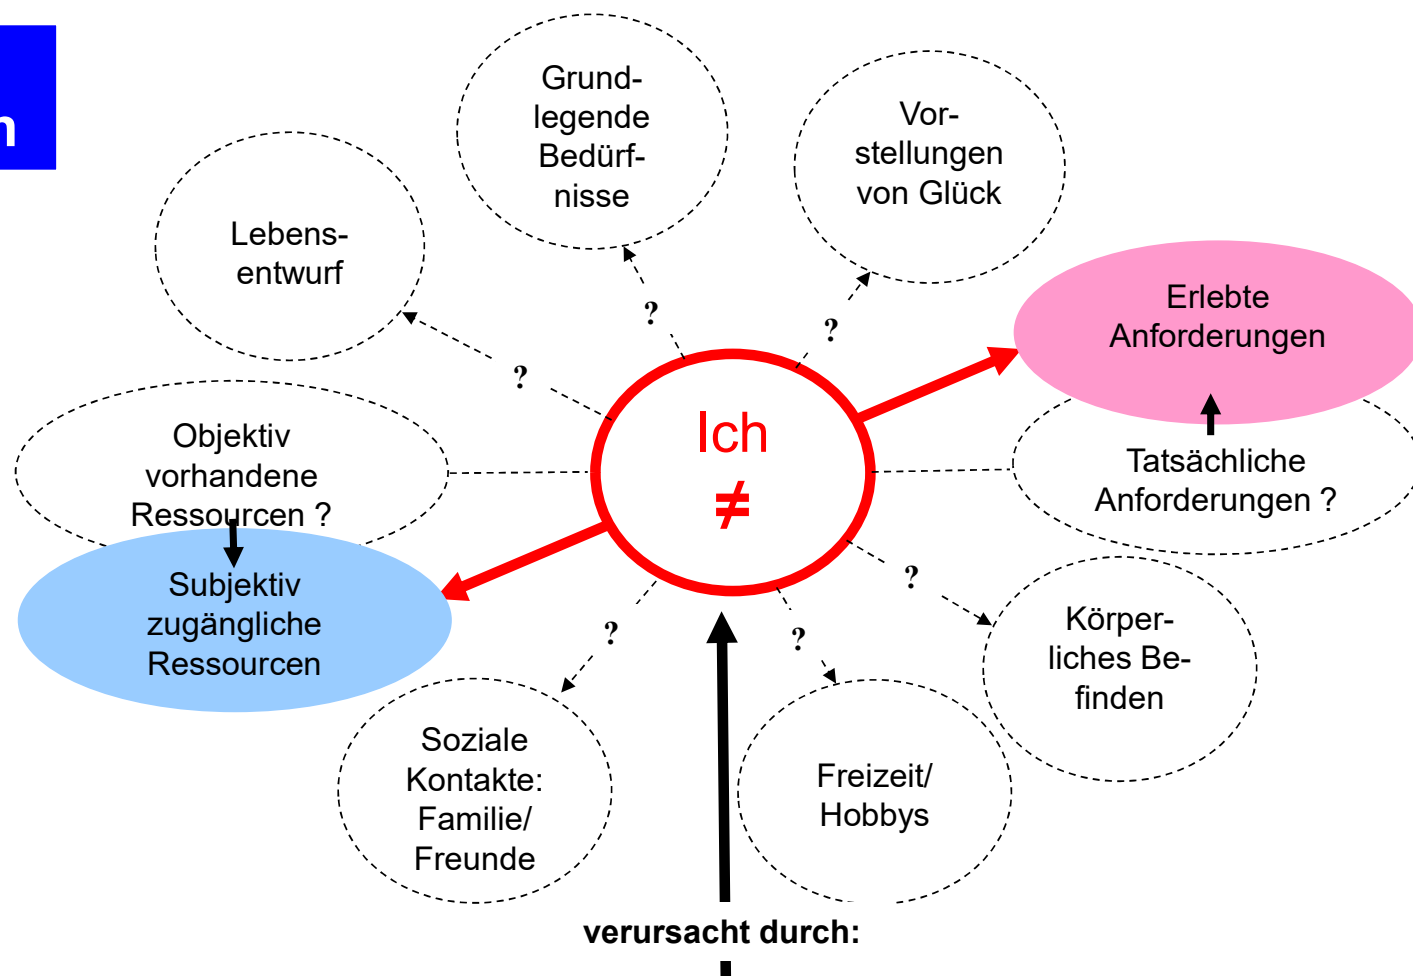 Grund-
legende
Bedürf-
nisse
Vor-
stellungen
von Glück
Lebens-
entwurf
Erlebte
Anforderungen
?
?
?
Ich
≠
Objektiv
vorhandene
Ressourcen ?
Tatsächliche
Anforderungen ?
Subjektiv
zugängliche
Ressourcen
?
?
?
Körper-
liches Be-
finden
Soziale
Kontakte:
Familie/
Freunde
Freizeit/
Hobbys
verursacht durch: